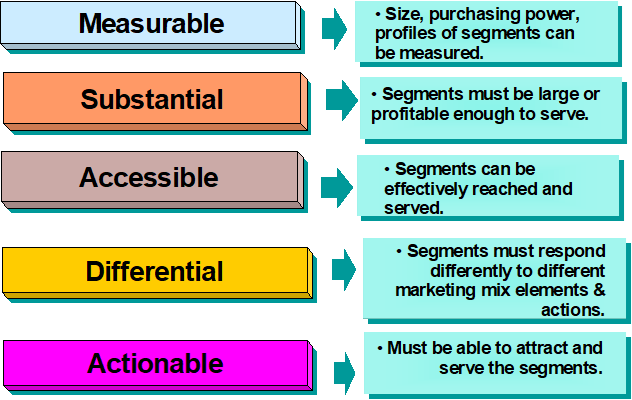 Measurable
• Size, purchasing power,
profiles of segments can
be measured.
Substantial
• Segments must be large or
profitable enough to serve.
Accessible
• Segments can be
effectively reached and
served.
Differential
• Segments must respond
differently to different
marketing mix elements &
actions.
Actionable
• Must be able to attract and
serve the segments.